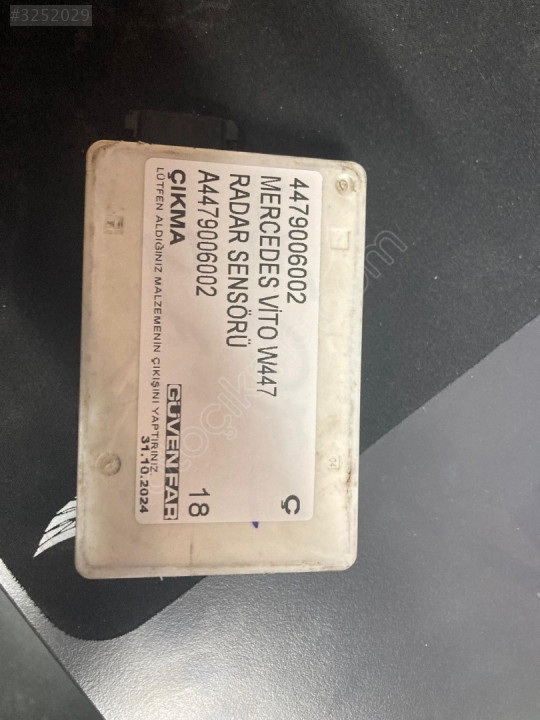 #3252029
4479006002
MERCEDES VİTO W447
RADAR SENSÖRÜ
A4479006002
ÇIKMA
LÜTFEN ALDIĞINIZ MALZEMENİN ÇIKIŞINI YAPTIRINIZ.
Ç
18
GÜVENFAR
31.10.2024